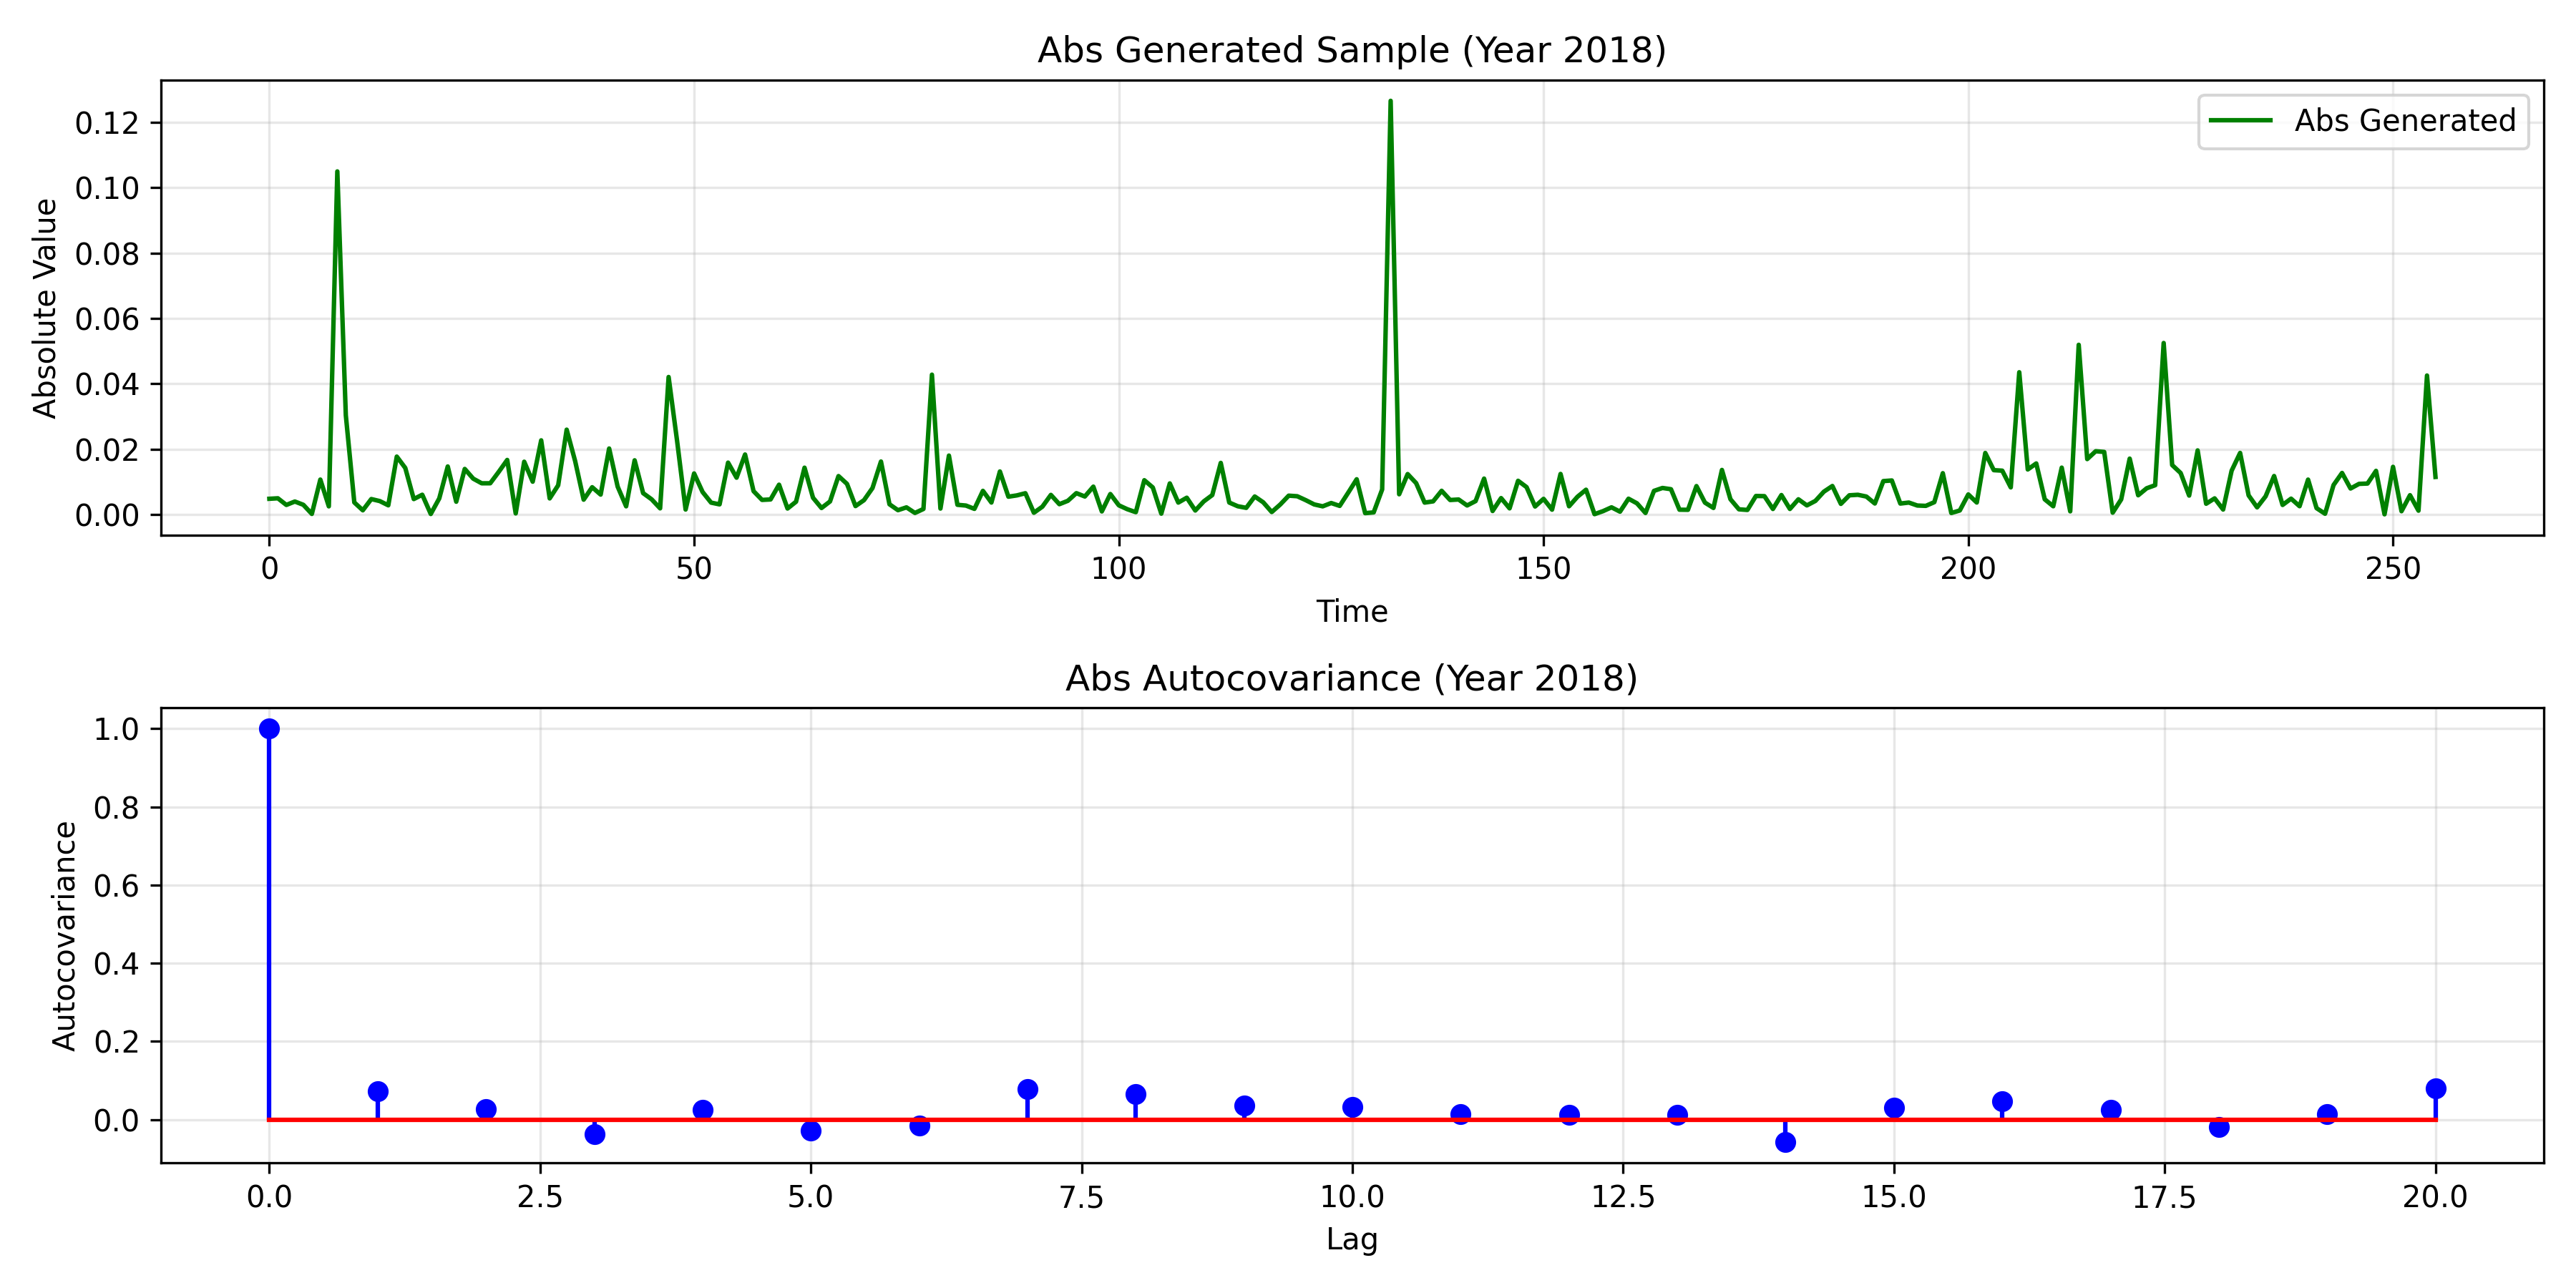 Abs Generated Sample (Year 2018)
Abs Generated
Absolute Value
0.12
0.10
0.08
0.06
0.04
0.02
0.00
0 50 100 150 200 250
Time
Abs Autocovariance (Year 2018)
Autocovariance
1.0
0.8
0.6
0.4
0.2
0.0
0.0 2.5 5.0 7.5 10.0 12.5 15.0 17.5 20.0
Lag